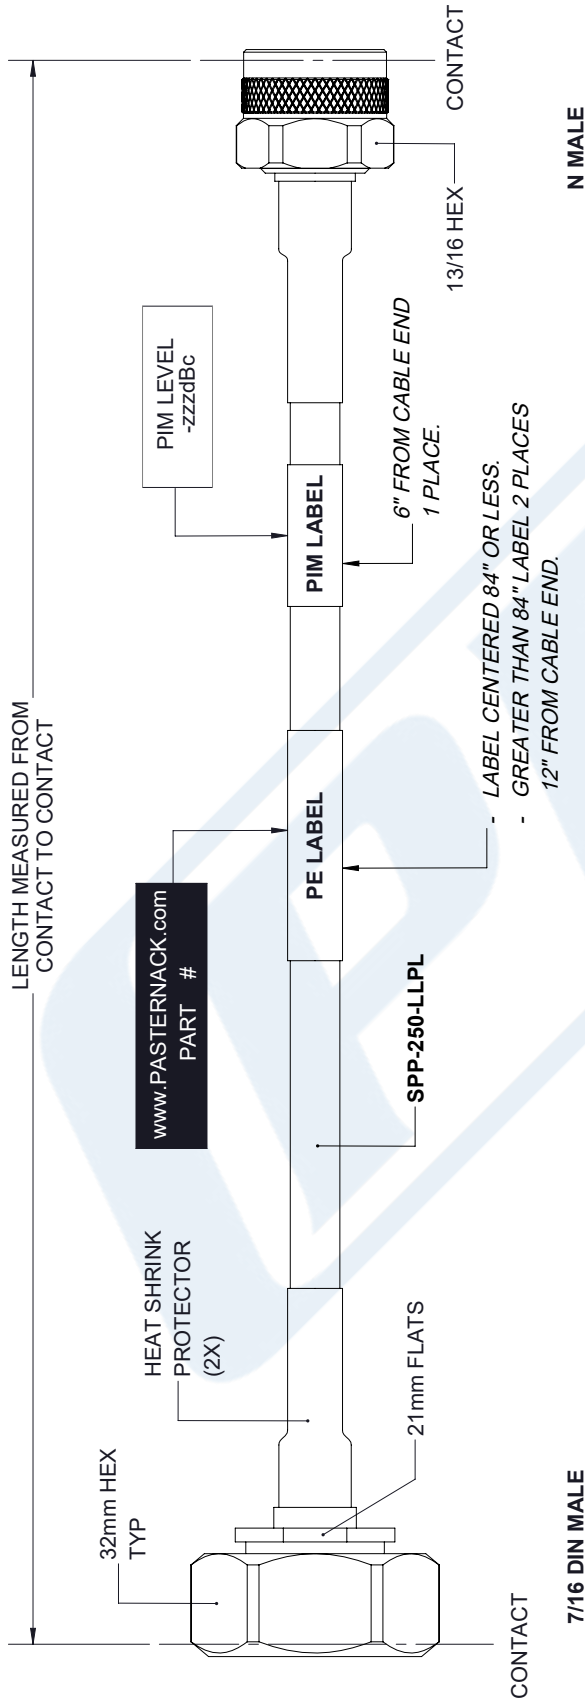 LENGTH MEASURED FROM
CONTACT TO CONTACT
32mm HEX
TYP
HEAT SHRINK
PROTECTOR
(2X)
www.PASTERNACK.com
PART #
PIM LEVEL
-zzzdBc
PE LABEL
PIM LABEL
CONTACT
21mm FLATS
SPP-250-LLPL
- LABEL CENTERED 84" OR LESS.
- GREATER THAN 84" LABEL 2 PLACES
12" FROM CABLE END.
6" FROM CABLE END
1 PLACE.
13/16 HEX
CONTACT
7/16 DIN MALE
N MALE